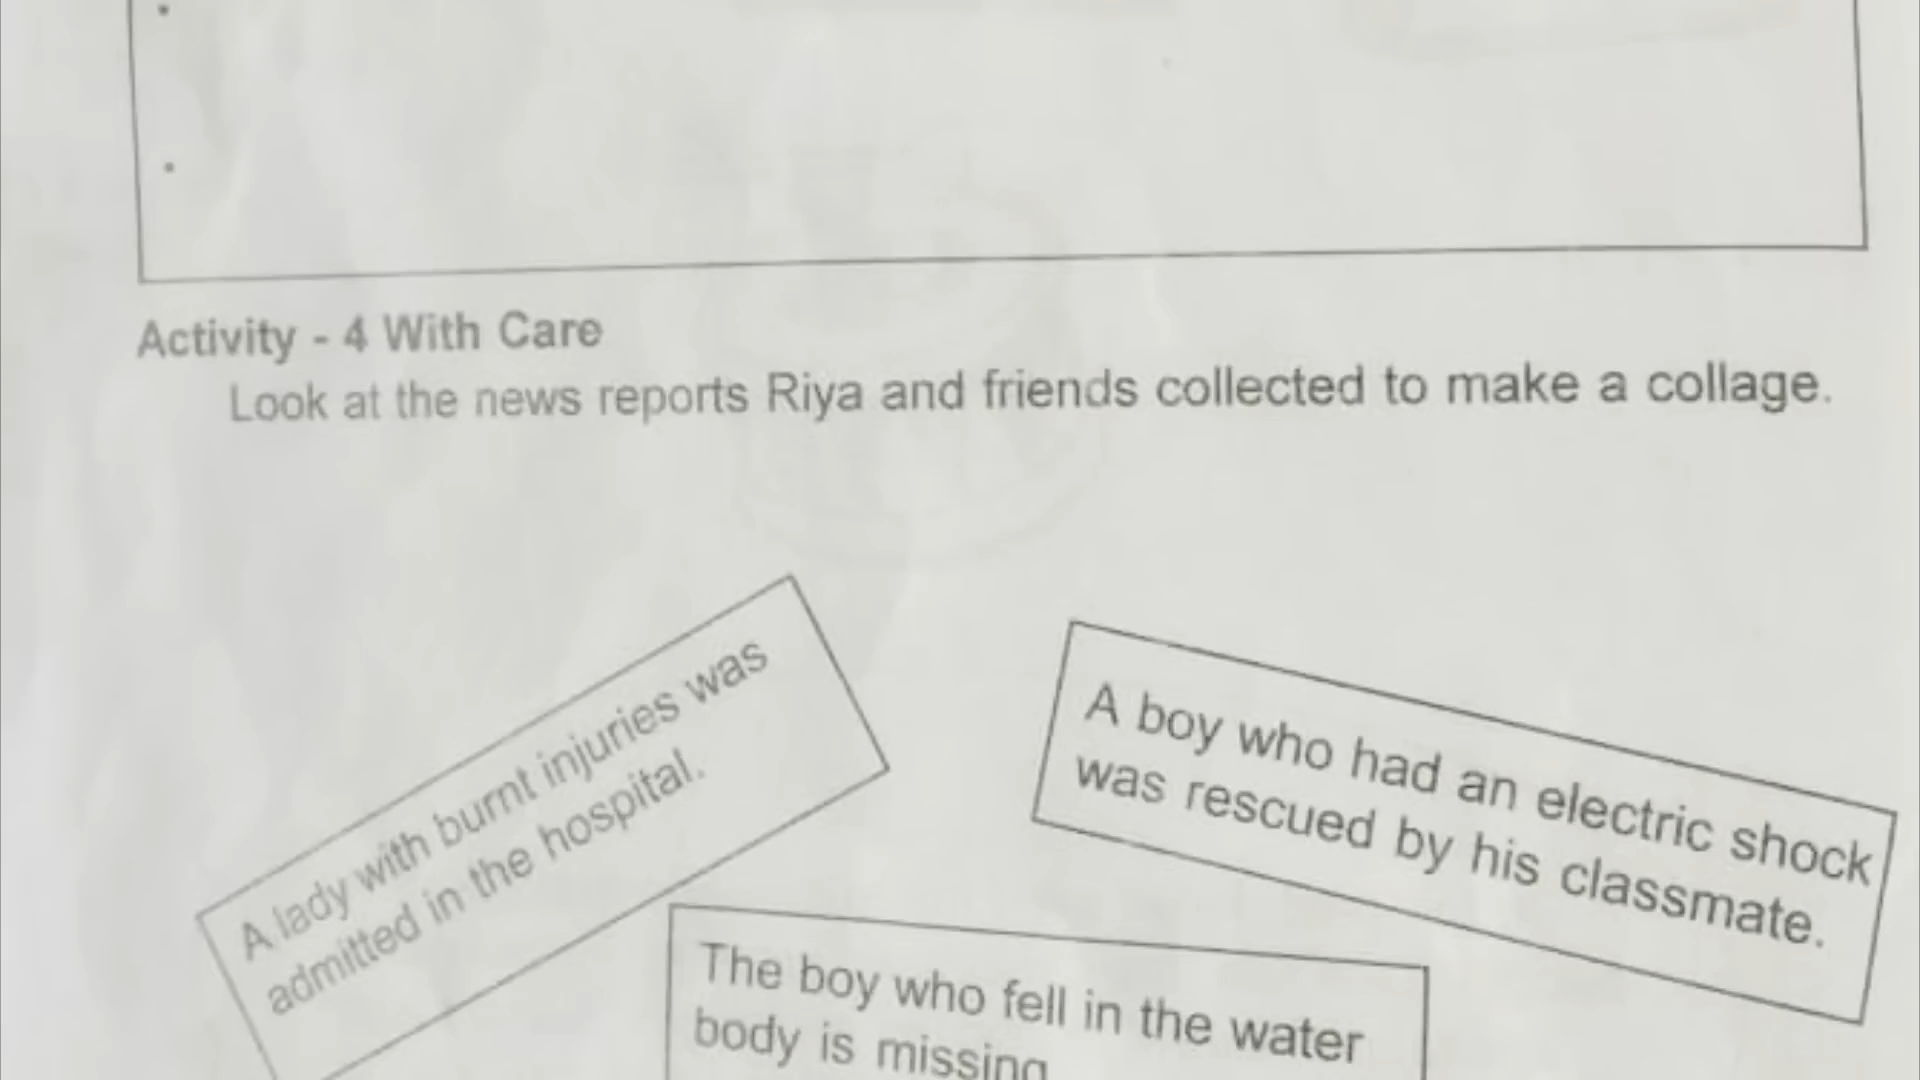 Activity - 4 With Care
Look at the news reports Riya and friends collected to make a collage.
A lady with burnt injuries was
admitted in the hospital.
A boy who had an electric shock
was rescued by his classmate.
The boy who fell in the water
body is missing